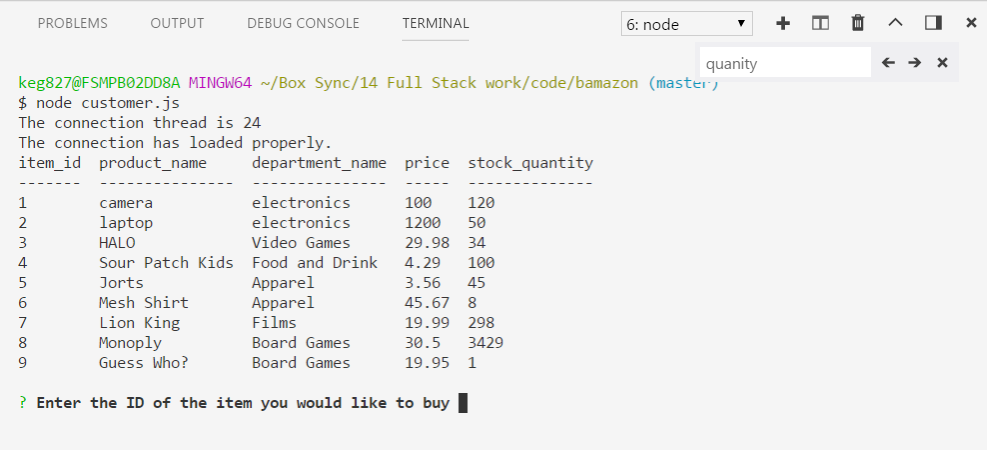 PROBLEMS OUTPUT DEBUG CONSOLE TERMINAL 6: node
quanity
keg827@FSMPB02DD8A MINGW64 ~/Box Sync/14 Full Stack work/code/bamazon (master)
$ node customer.js
The connection thread is 24
The connection has loaded properly.
item_id  product_name     department_name  price  stock_quantity
-------  ---------------  ---------------  -----  --------------
1        camera           electronics      100    120
2        laptop           electronics      1200   50
3        HALO             Video Games      29.98  34
4        Sour Patch Kids  Food and Drink   4.29   100
5        Jorts            Apparel          3.56   45
6        Mesh Shirt       Apparel          45.67  8
7        Lion King        Films            19.99  298
8        Monoply          Board Games      30.5   3429
9        Guess Who?       Board Games      19.95  1
? Enter the ID of the item you would like to buy